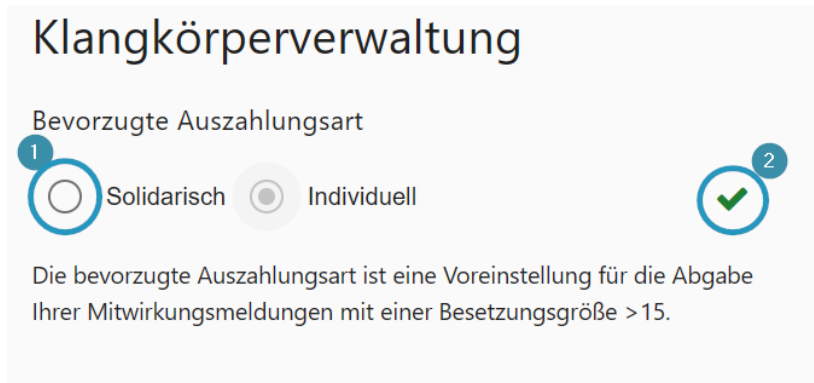 Klangkörperverwaltung
Bevorzugte Auszahlungsart
1
2
Solidarisch Individuell
Die bevorzugte Auszahlungsart ist eine Voreinstellung für die Abgabe
Ihrer Mitwirkungsmeldungen mit einer Besetzungsgröße >15.